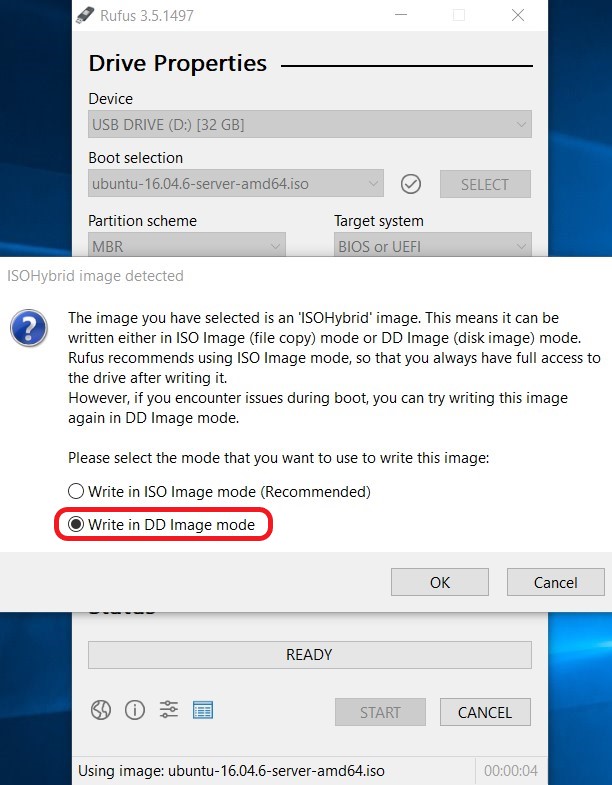 Rufus 3.5.1497
Drive Properties
Device
USB DRIVE (D:) [32 GB]
Boot selection
ubuntu-16.04.6-server-amd64.iso
SELECT
Partition scheme
Target system
MBR
BIOS or UEFI
ISOHybrid image detected
The image you have selected is an 'ISOHybrid' image. This means it can be
written either in ISO Image (file copy) mode or DD Image (disk image) mode.
Rufus recommends using ISO Image mode, so that you always have full access to
the drive after writing it.
However, if you encounter issues during boot, you can try writing this image
again in DD Image mode.
Please select the mode that you want to use to write this image:
Write in ISO Image mode (Recommended)
Write in DD Image mode
OK
Cancel
Status
READY
START
CANCEL
Using image: ubuntu-16.04.6-server-amd64.iso
00:00:04